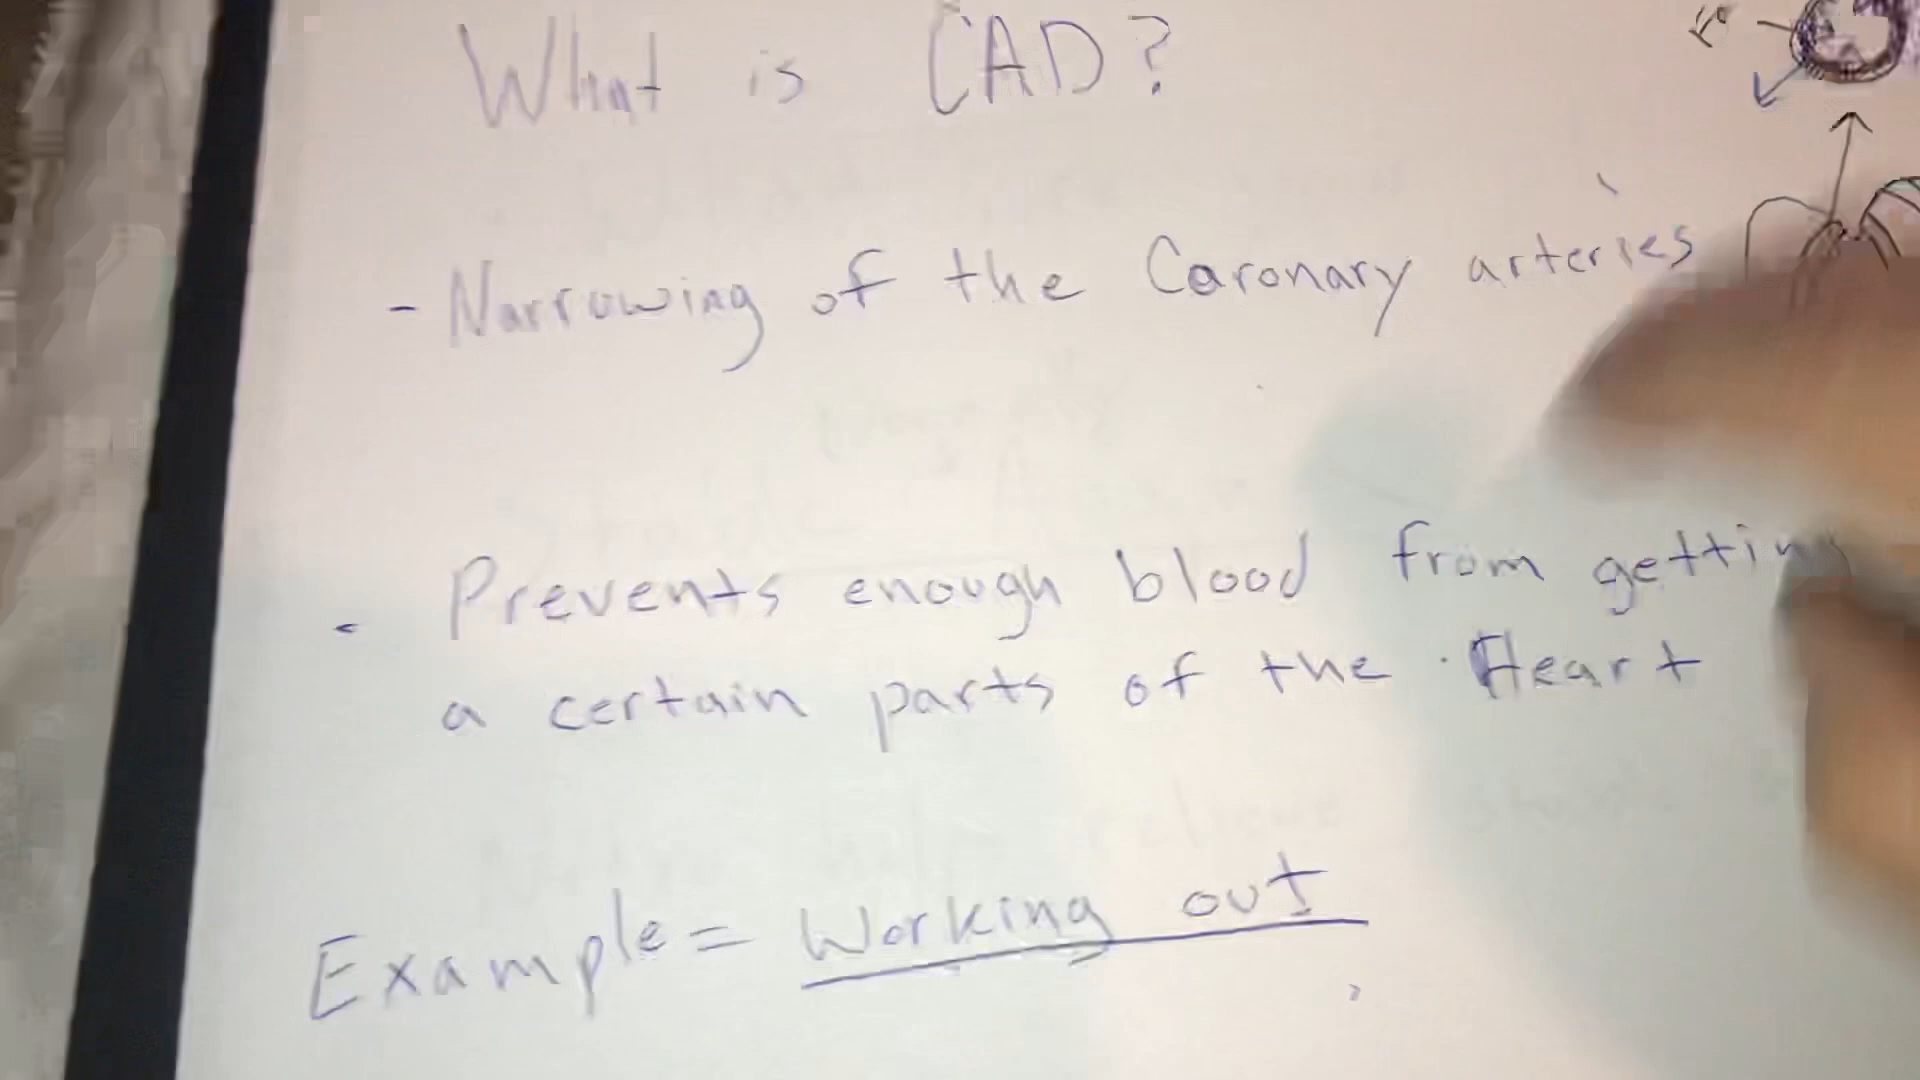 What is CAD?
- Narrowing of the Caronary arteries
- Prevents enough blood from getting
a certain parts of the Heart
Example = Working out